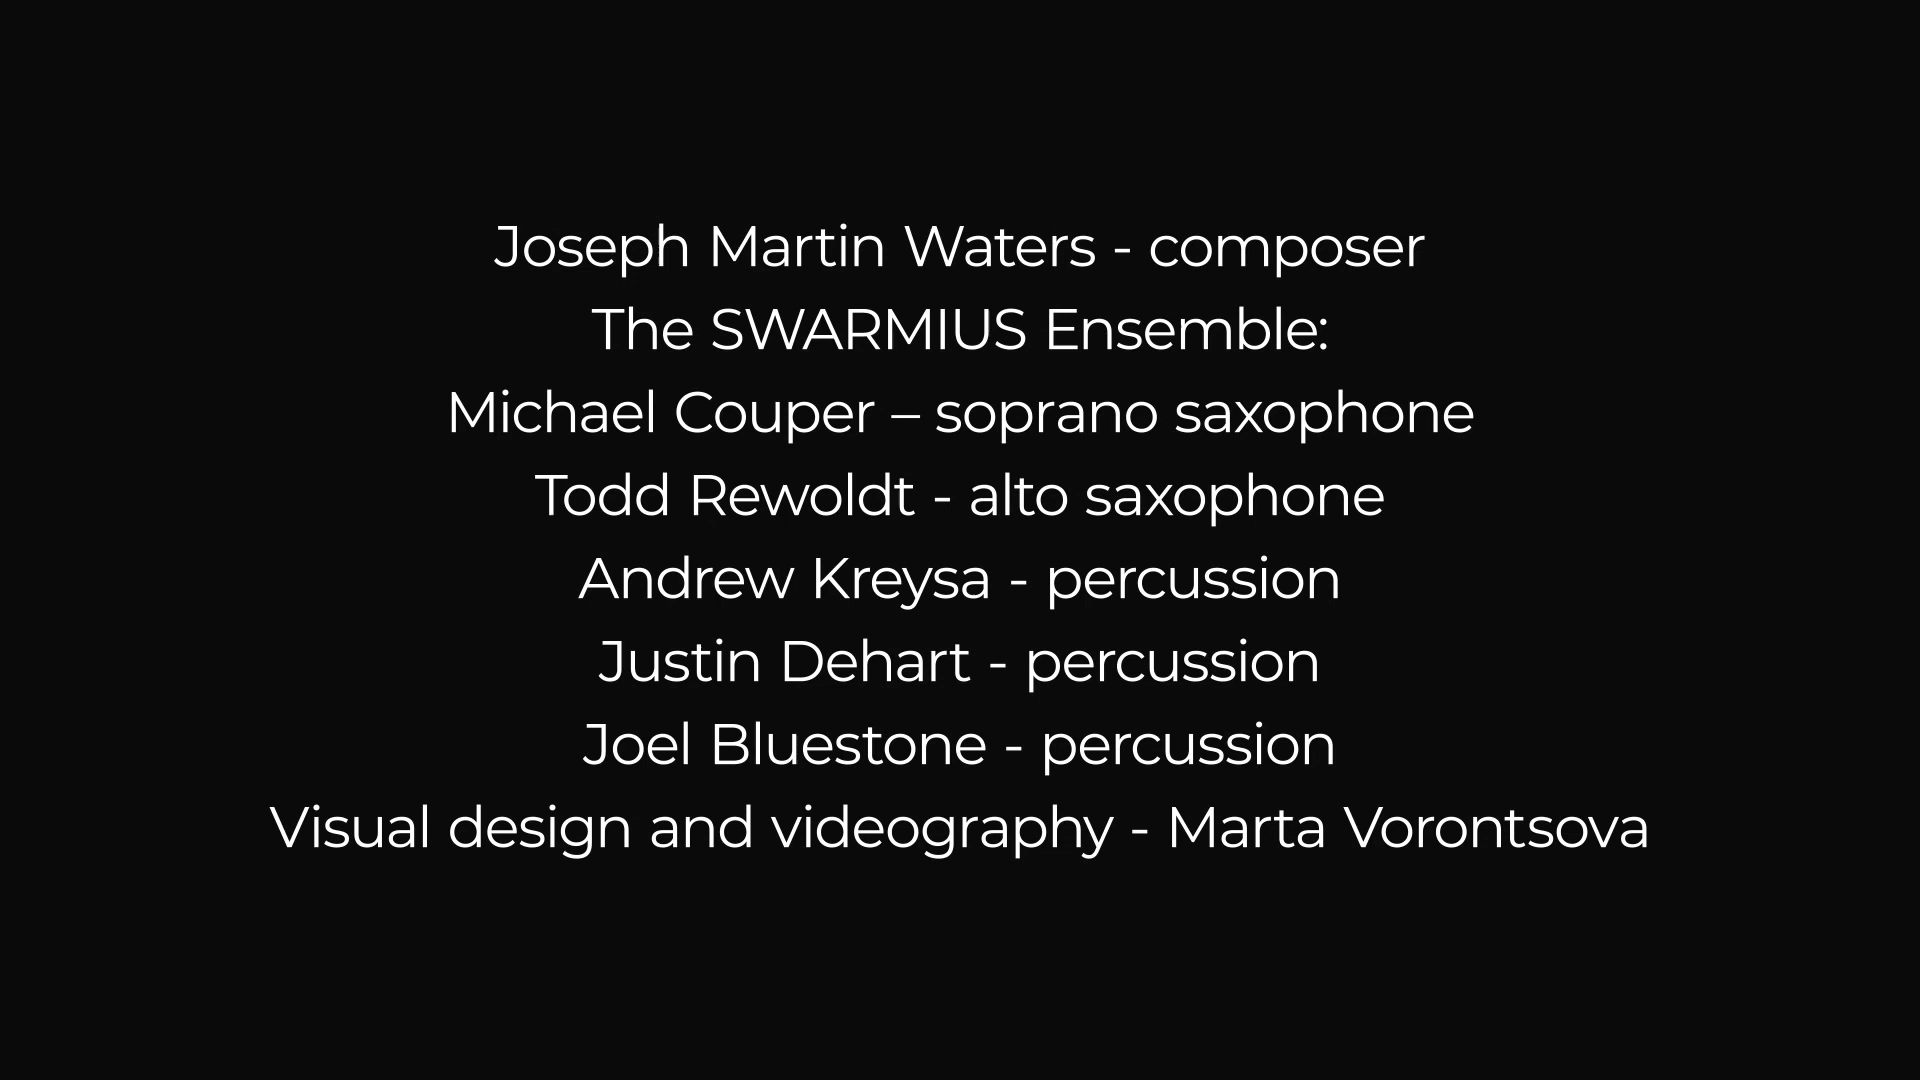 Joseph Martin Waters - composer
The SWARMIUS Ensemble:
Michael Couper – soprano saxophone
Todd Rewoldt - alto saxophone
Andrew Kreysa - percussion
Justin Dehart - percussion
Joel Bluestone - percussion
Visual design and videography - Marta Vorontsova